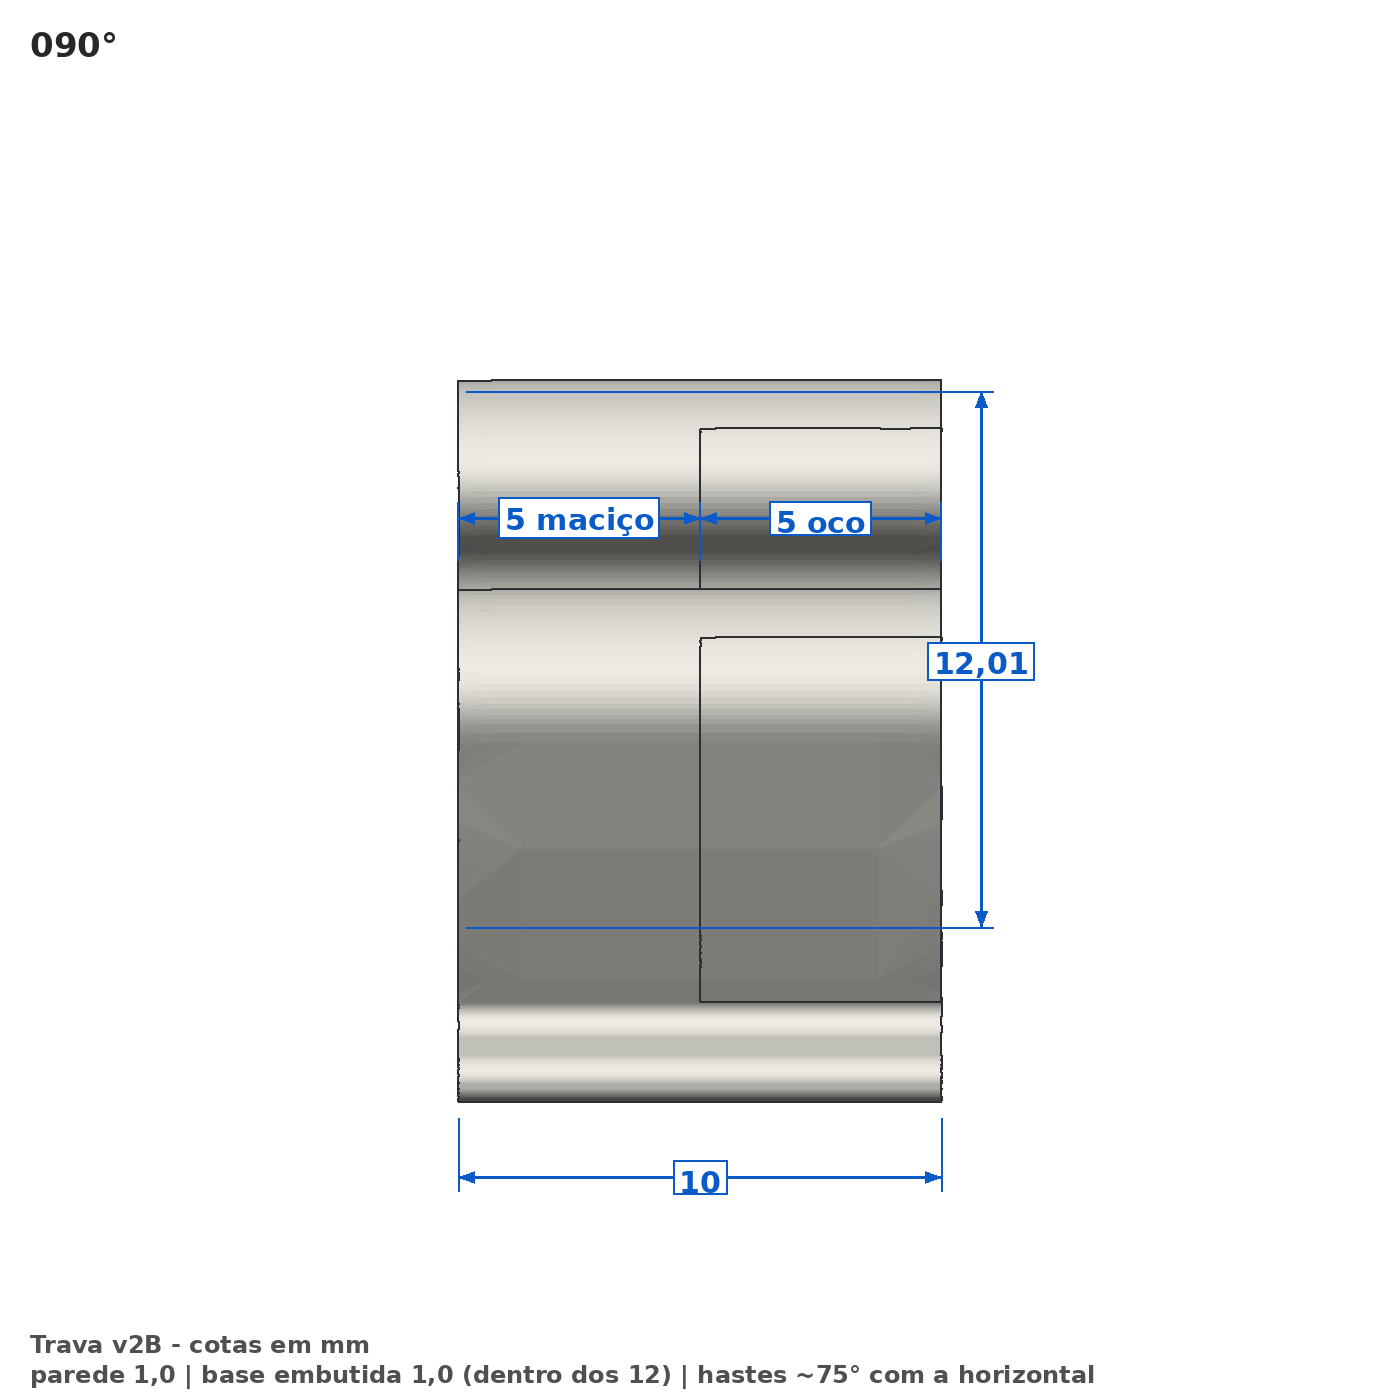 090°
5 maciço
5 oco
12,01
10
Trava v2B - cotas em mm
parede 1,0 | base embutida 1,0 (dentro dos 12) | hastes ~75° com a horizontal